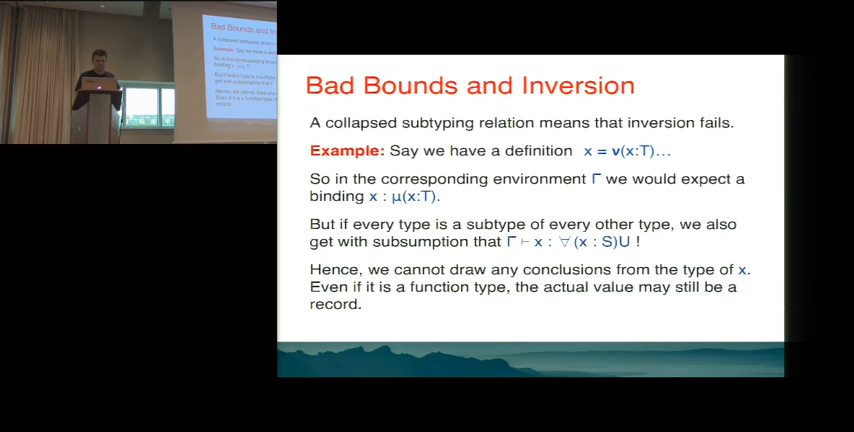 Bad Bounds and Inversion
A collapsed subtyping relation means that inversion fails.
Example: Say we have a definition x = ν(x:T)…
So in the corresponding environment Γ we would expect a
binding x : μ(x:T).
But if every type is a subtype of every other type, we also
get with subsumption that Γ ⊢ x : ∀(x : S)U !
Hence, we cannot draw any conclusions from the type of x.
Even if it is a function type, the actual value may still be a
record.